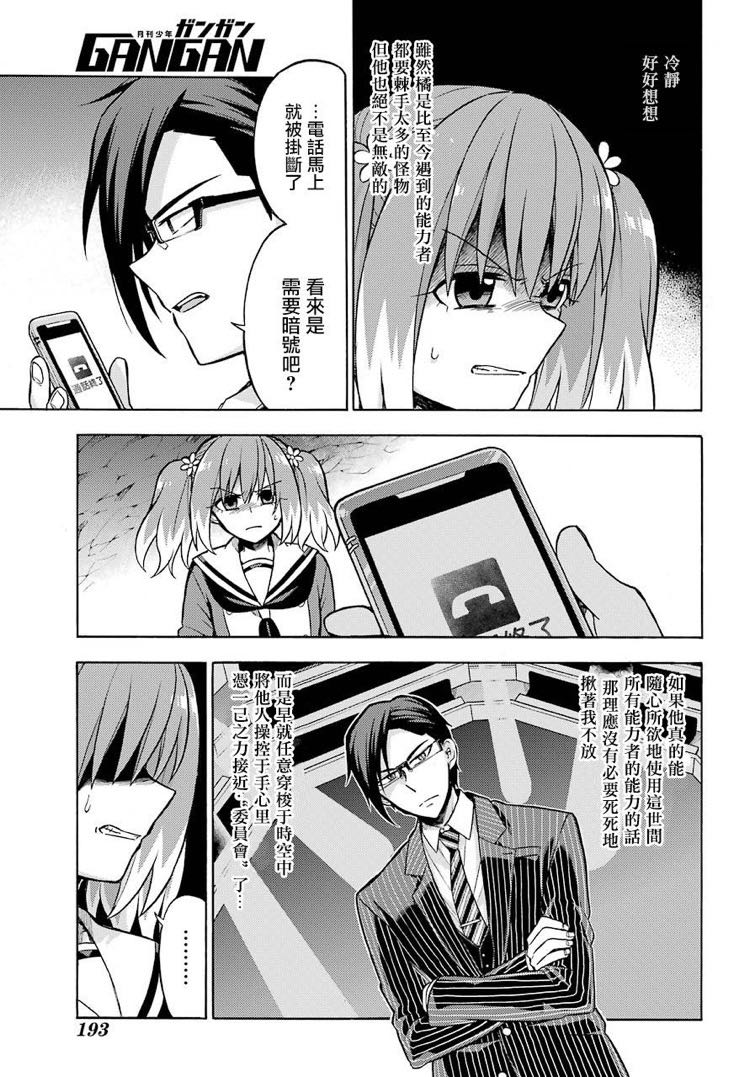 月刊少年
ガンガン
GANGAN
冷靜
好好想想
雖然橘是比至今遇到的能力者
都要棘手太多的怪物
但他也絕不是無敵的
…電話馬上
就被掛斷了
看來是
需要暗號吧?
通話終了
終了
如果他真的能
隨心所欲地使用這世間
所有能力者的能力的話
那理應沒有必要死死地
揪著我不放
而是早就任意穿梭于時空中
將他人操控于手心里
憑一己之力接近“委員會”了…
………
193